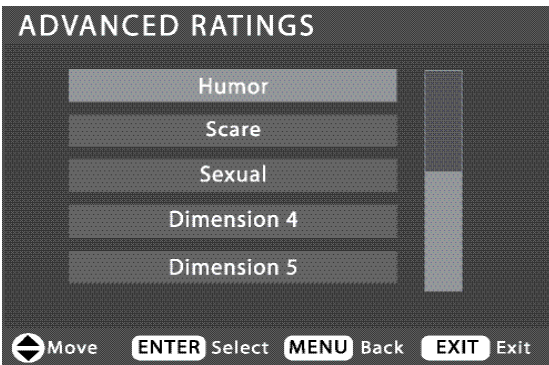 ADVANCED RATINGS
Humor
Scare
Sexual
Dimension 4
Dimension 5
Move ENTER Select MENU Back EXIT Exit